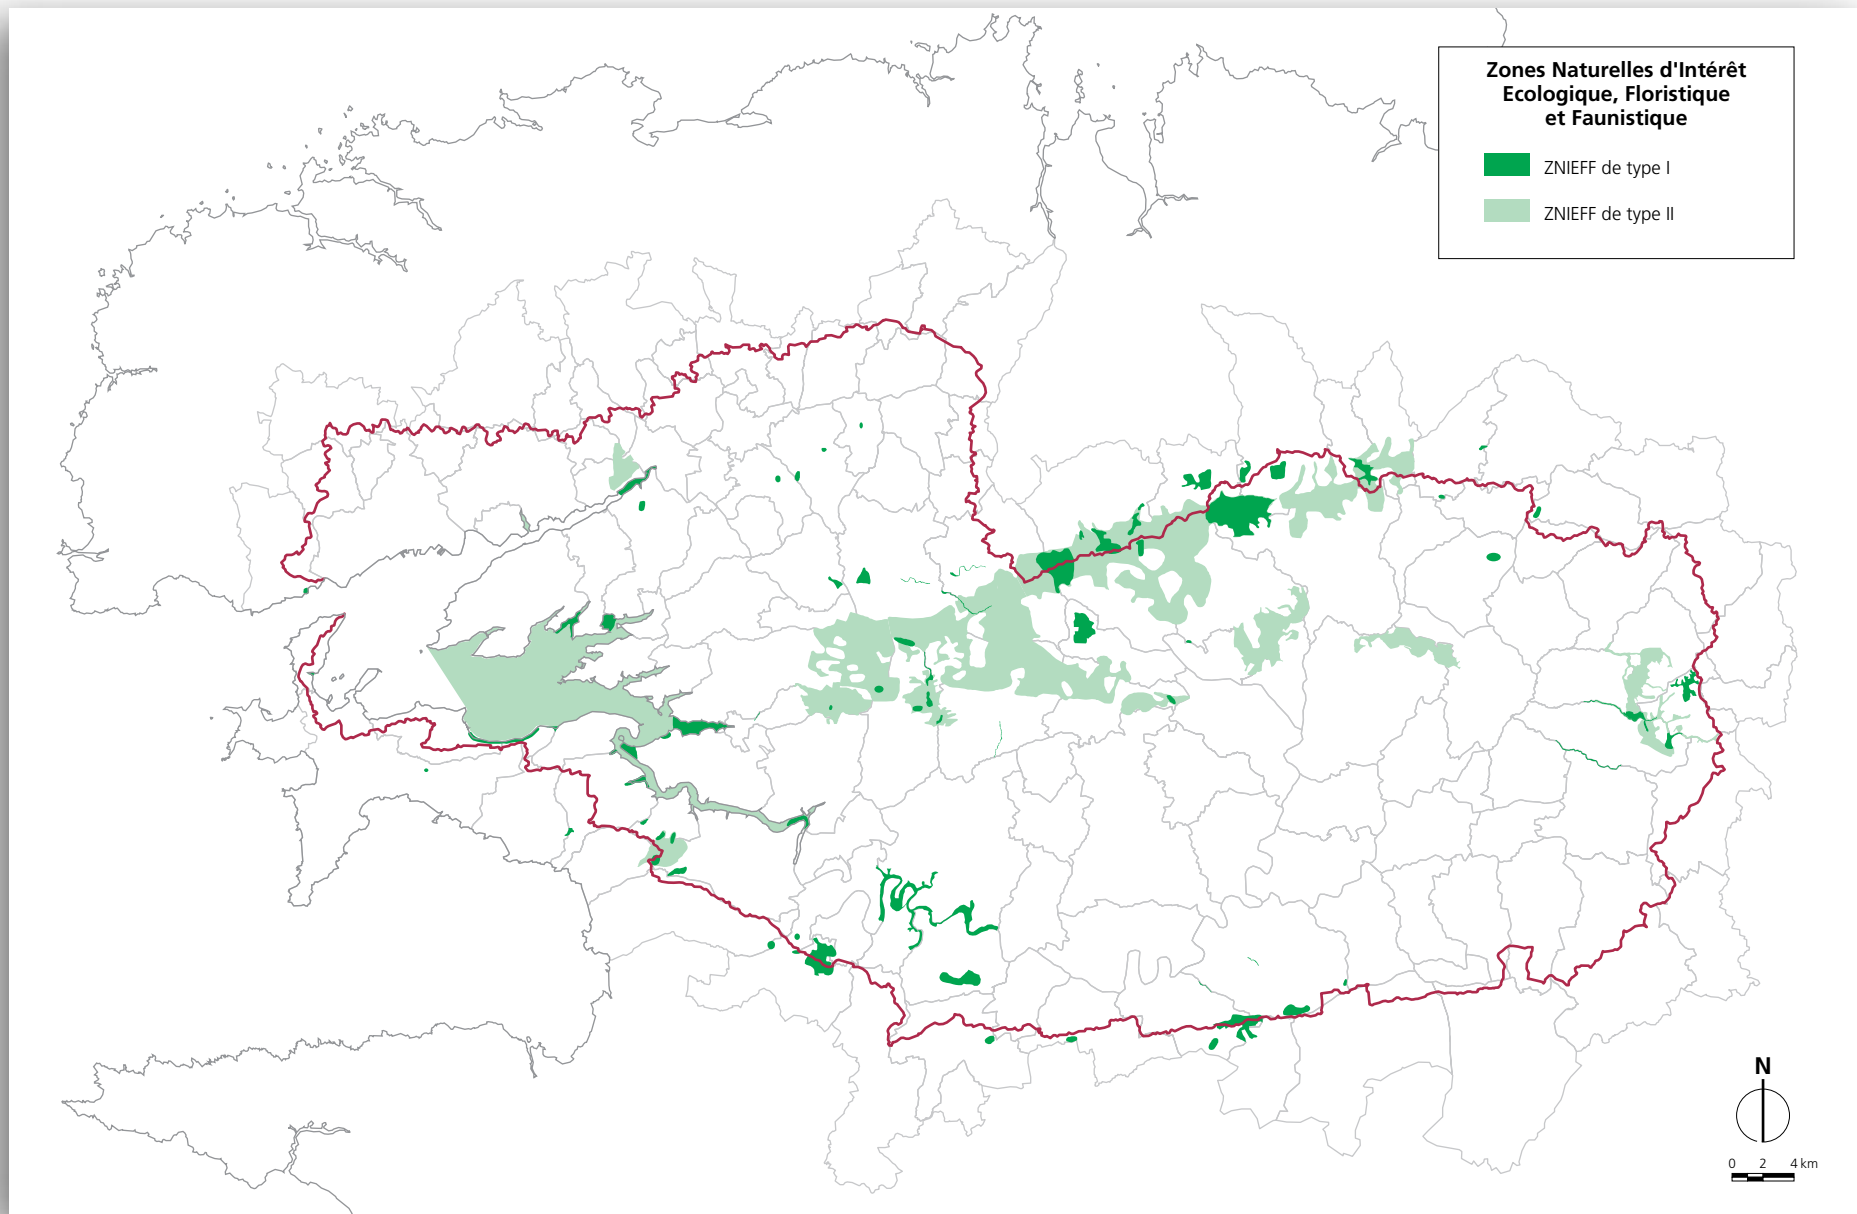 Zones Naturelles d'Intérêt
Ecologique, Floristique
et Faunistique
ZNIEFF de type I
ZNIEFF de type II
N
0 2 4 km